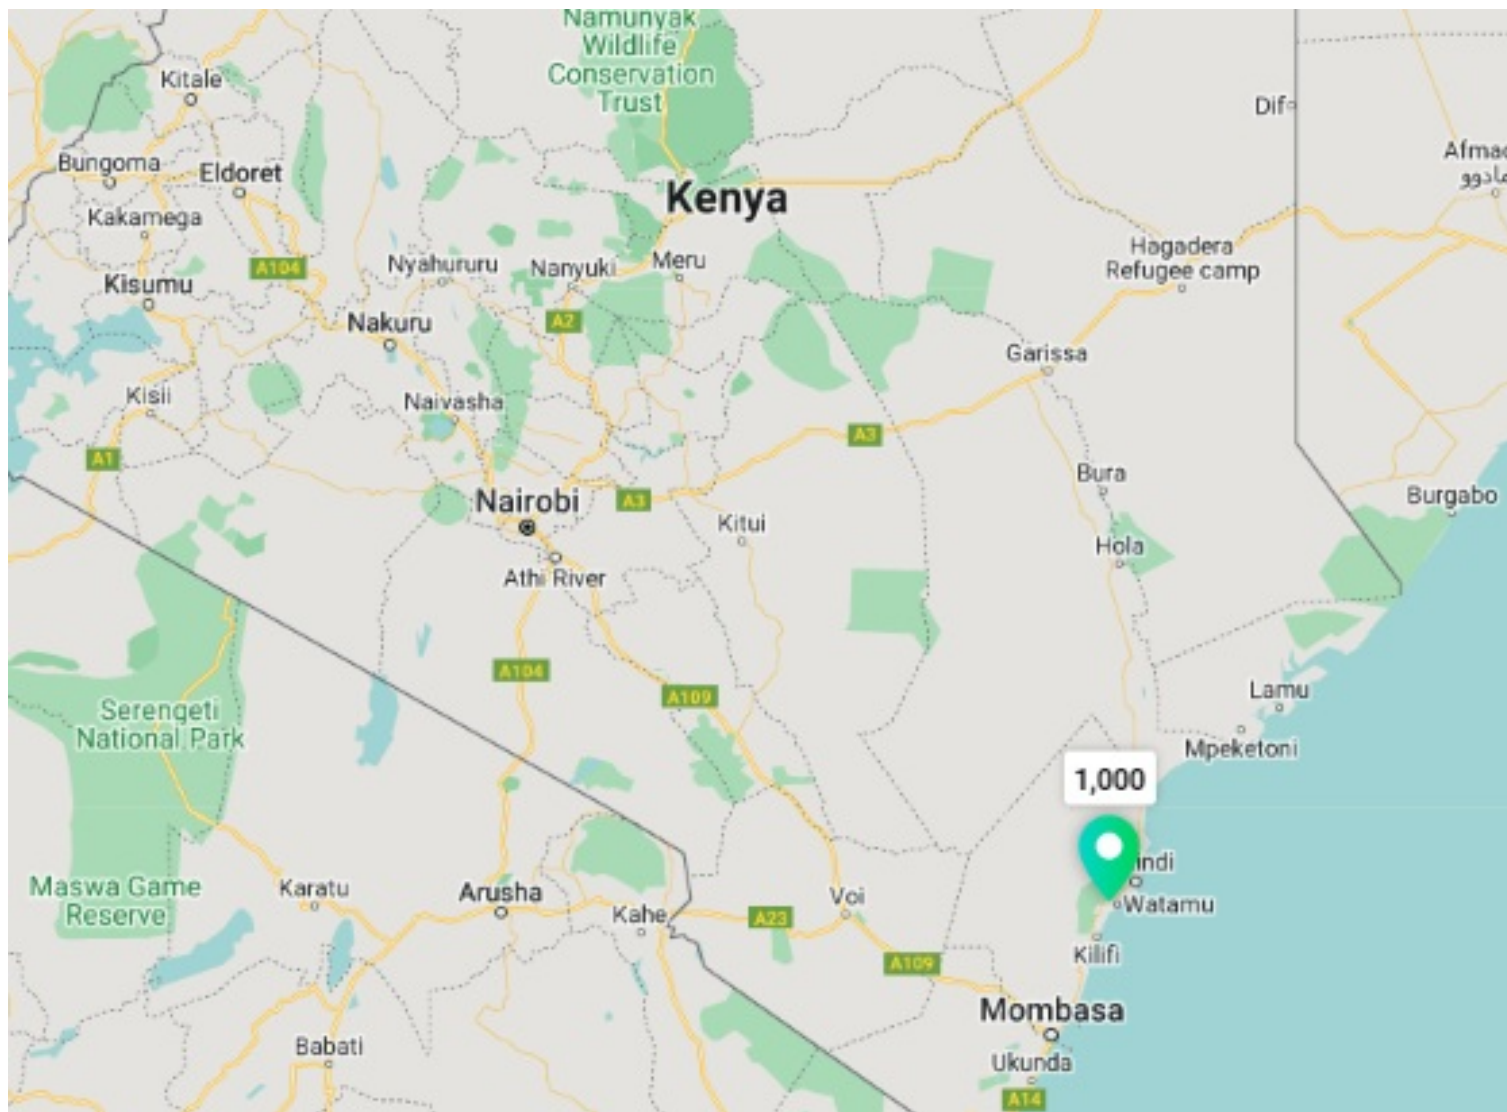 Namunyak
Wildlife
Conservation
Trust
Kitale
Dif
Bungoma
Eldoret
Kenya
Kakamega
Hagadera
Refugee camp
A104
Nyahururu
Nanyuki
Meru
Kisumu
Nakuru
A2
Garissa
Kisii
Naivasha
A3
A1
Bura
Nairobi
A3
Burgabo
Kitui
Hola
Athi River
A104
A109
Lamu
Serengeti
National Park
Mpeketoni
1,000
indi
Maswa Game
Reserve
Karatu
Arusha
Voi
Watamu
Kahe
A23
Kilifi
A109
Mombasa
Babati
Ukunda
A14